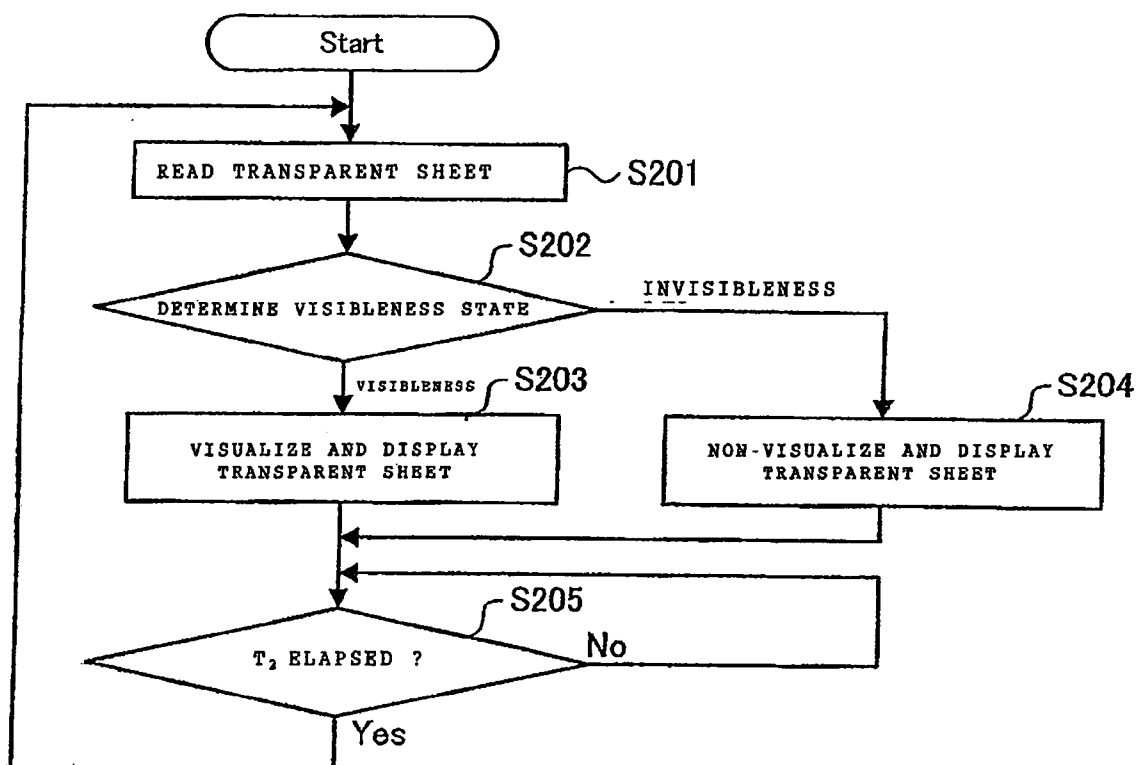 Start
READ TRANSPARENT SHEET
S201
S202
DETERMINE VISIBLENESS STATE
INVISIBLENESS
VISIBLENESS
S203
S204
VISUALIZE AND DISPLAY
TRANSPARENT SHEET
NON-VISUALIZE AND DISPLAY
TRANSPARENT SHEET
S205
T₂ ELAPSED ?
No
Yes